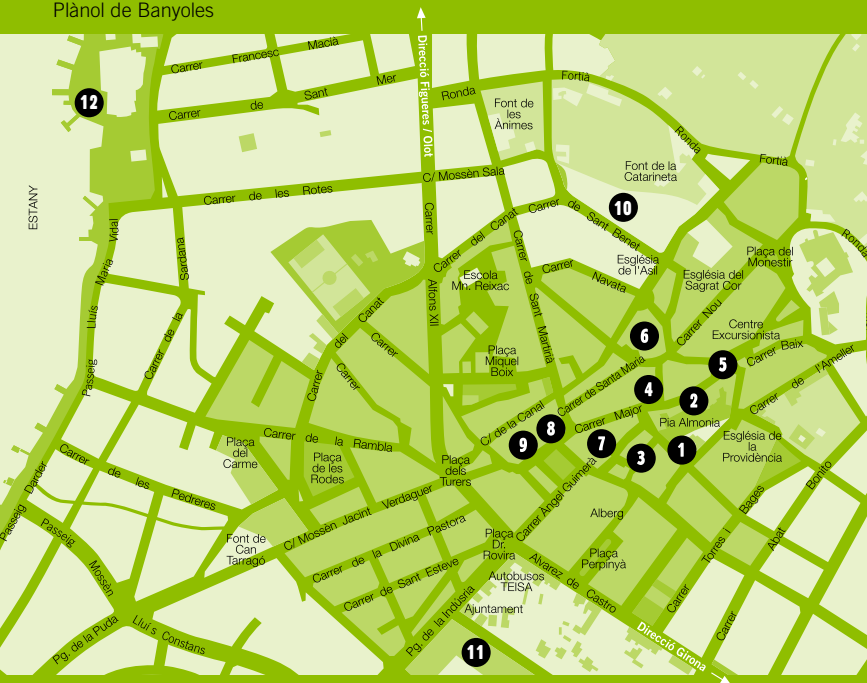 Plànol de Banyoles
Direcció Figueres / Olot
Carrer Francesc Macià
Carrer de Sant Mer
12
ESTANY
Ronda Fortià
Font de
les
Ànimes
Ronda Fortià
Font de la
Catarineta
C/ Mossèn Sala
Carrer de les Rotes
10
Carrer del Canat
Carrer de Sant Benet
Carrer Alfons XII
Carrer de Sant Martirià
Passeig Lluís Maria Vidal
Carrer de la Sardana
Església
de l'Asil
Plaça del
Monestir
Ronda
Escola
Mn. Reixac
Carrer Navata
Església del
Sagrat Cor
Carrer Nou
Centre
Excursionista
Carrer del Canat
Carrer
Carrer
6
5
Carrer Baix
Carrer de l'Ameller
Plaça
Miquel
Boix
Carrer de Santa Maria
4
2
Carrer Major
Pia Almonia
C/ de la Canal
8
9
7
3
1
Església de
la
Providència
Plaça
del
Carme
Carrer de la Rambla
Plaça
de les
Rodes
Plaça
dels
Turers
Carrer Àngel Guimerà
Carrer de les Pedreres
Passeig Darder
C/ Mossèn Jacint Verdaguer
Alberg
Carrer Torres i Bages
Carrer Abat Bonito
Passeig Mossèn Lluís Constans
Font de
Can
Tarragó
Carrer de la Divina Pastora
Plaça
Dr.
Rovira
Plaça
Perpinyà
Carrer de Sant Esteve
Autobusos
TEISA
Alvarez de Castro
Ajuntament
Pg. de la Indústria
Pg. de la Puda
11
Direcció Girona